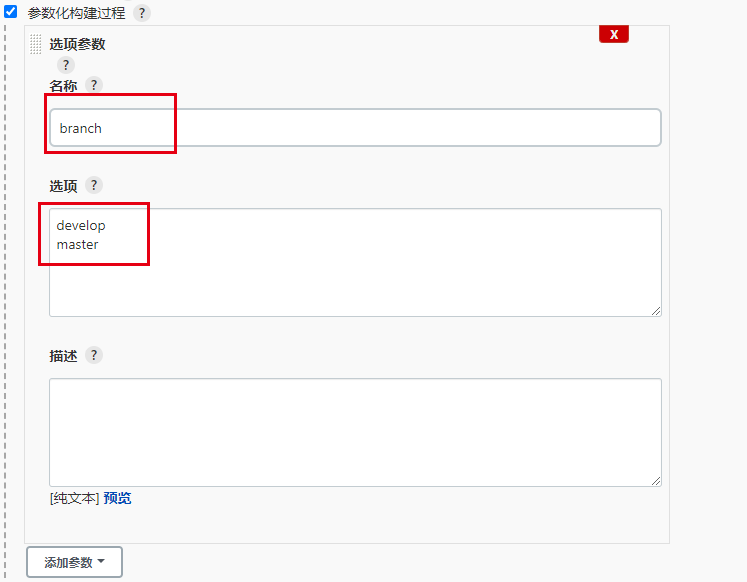 参数化构建过程 ?
选项参数
X
?
名称 ?
branch
选项 ?
develop
master
描述 ?
[纯文本] 预览
添加参数